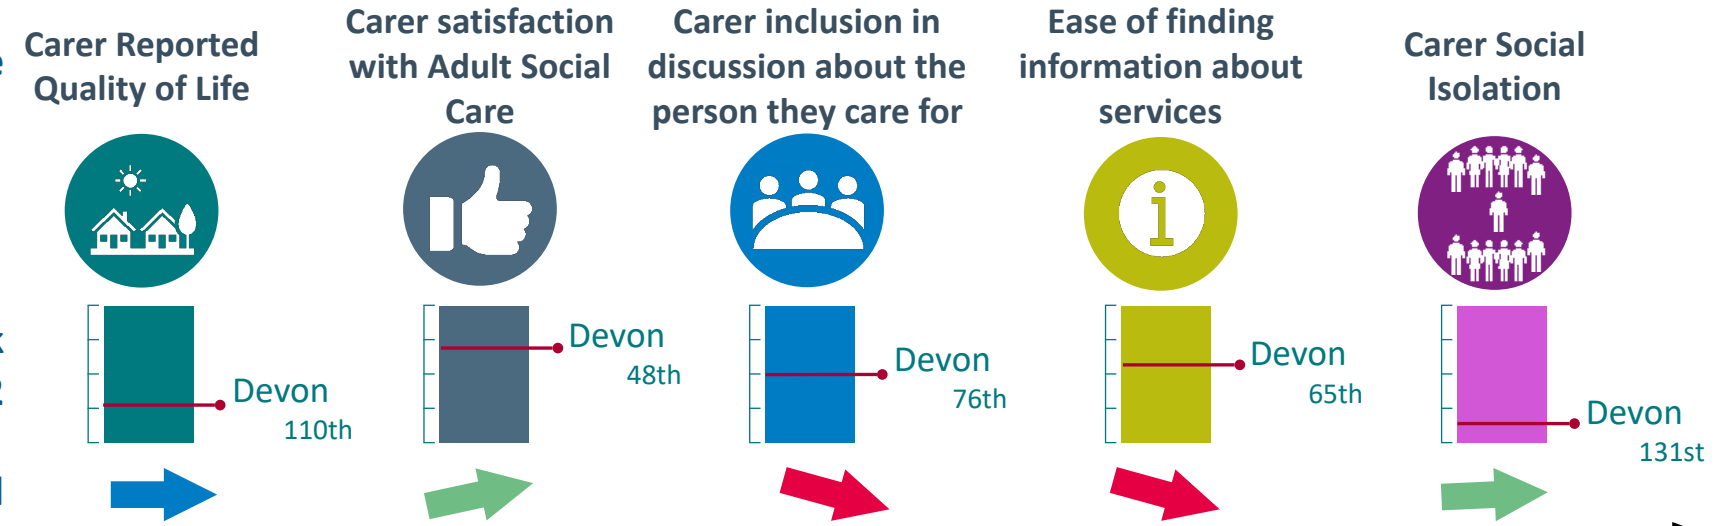 Carer Reported
Quality of Life
Carer satisfaction
with Adult Social
Care
Carer inclusion in
discussion about the
person they care for
Ease of finding
information about
services
Carer Social
Isolation
i
Devon
110th
Devon
48th
Devon
76th
Devon
65th
Devon
131st